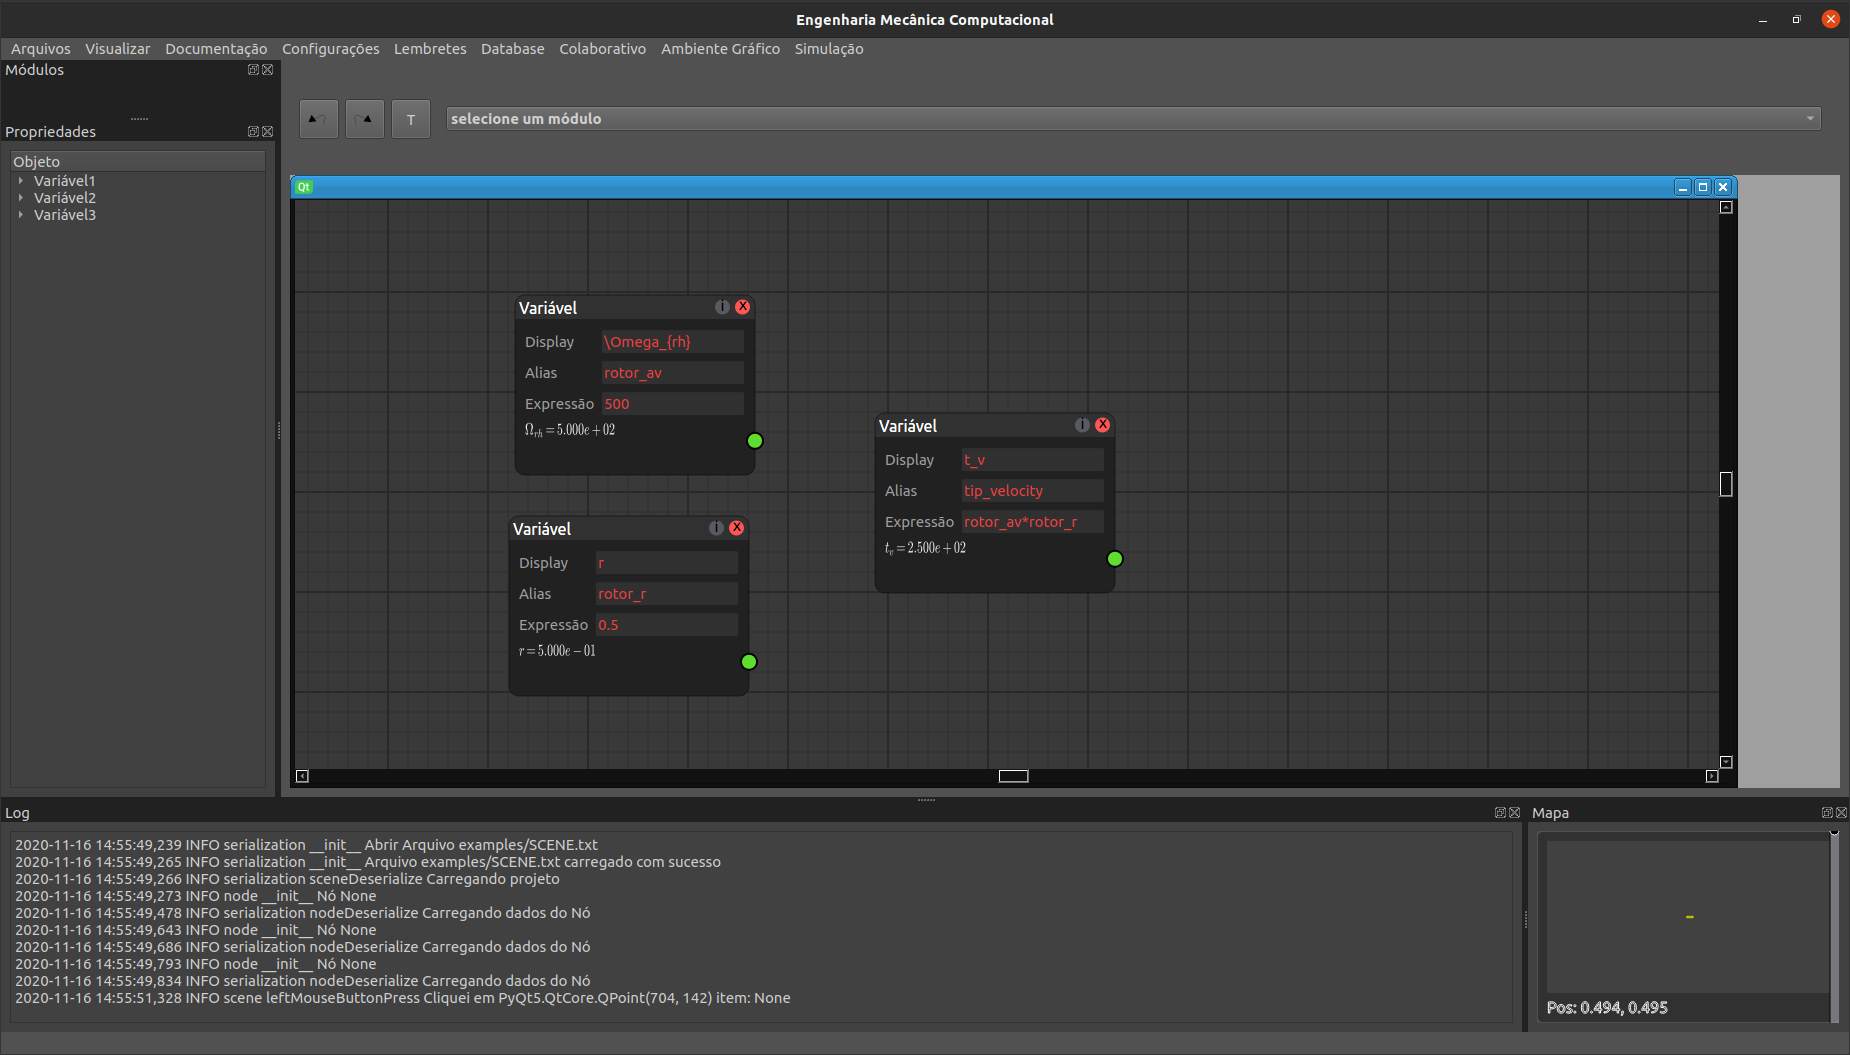 Engenharia Mecânica Computacional
Arquivos Visualizar Documentação Configurações Lembretes Database Colaborativo Ambiente Gráfico Simulação
Módulos
Propriedades
Objeto
Variável1
Variável2
Variável3
T
selecione um módulo
Qt
Variável i X
Display \Omega_{rh}
Alias rotor_av
Expressão 500
Ω_rh = 5.000e + 02
Variável i X
Display r
Alias rotor_r
Expressão 0.5
r = 5.000e − 01
Variável i X
Display t_v
Alias tip_velocity
Expressão rotor_av*rotor_r
t_v = 2.500e + 02
Log
2020-11-16 14:55:49,239 INFO serialization __init__ Abrir Arquivo examples/SCENE.txt
2020-11-16 14:55:49,265 INFO serialization __init__ Arquivo examples/SCENE.txt carregado com sucesso
2020-11-16 14:55:49,266 INFO serialization sceneDeserialize Carregando projeto
2020-11-16 14:55:49,273 INFO node __init__ Nó None
2020-11-16 14:55:49,478 INFO serialization nodeDeserialize Carregando dados do Nó
2020-11-16 14:55:49,643 INFO node __init__ Nó None
2020-11-16 14:55:49,686 INFO serialization nodeDeserialize Carregando dados do Nó
2020-11-16 14:55:49,793 INFO node __init__ Nó None
2020-11-16 14:55:49,834 INFO serialization nodeDeserialize Carregando dados do Nó
2020-11-16 14:55:51,328 INFO scene leftMouseButtonPress Cliquei em PyQt5.QtCore.QPoint(704, 142) item: None
Mapa
Pos: 0.494, 0.495